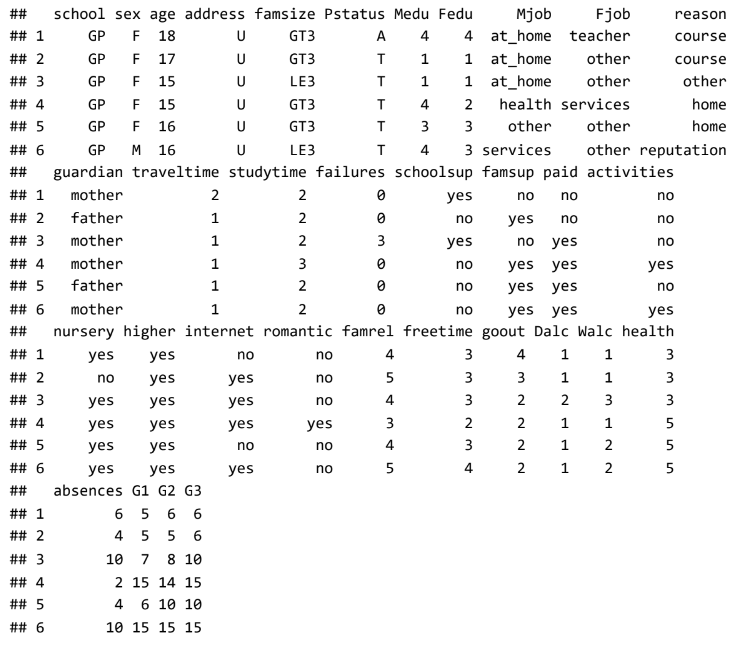 ##   school sex age address famsize Pstatus Medu Fedu     Mjob     Fjob     reason
## 1     GP   F  18       U     GT3       A    4    4  at_home  teacher     course
## 2     GP   F  17       U     GT3       T    1    1  at_home    other     course
## 3     GP   F  15       U     LE3       T    1    1  at_home    other      other
## 4     GP   F  15       U     GT3       T    4    2   health services       home
## 5     GP   F  16       U     GT3       T    3    3    other    other       home
## 6     GP   M  16       U     LE3       T    4    3 services    other reputation
##   guardian traveltime studytime failures schoolsup famsup paid activities
## 1   mother          2         2        0       yes     no   no         no
## 2   father          1         2        0        no    yes   no         no
## 3   mother          1         2        3       yes     no  yes         no
## 4   mother          1         3        0        no    yes  yes        yes
## 5   father          1         2        0        no    yes  yes         no
## 6   mother          1         2        0        no    yes  yes        yes
##   nursery higher internet romantic famrel freetime goout Dalc Walc health
## 1     yes    yes       no       no      4        3     4    1    1      3
## 2      no    yes      yes       no      5        3     3    1    1      3
## 3     yes    yes      yes       no      4        3     2    2    3      3
## 4     yes    yes      yes      yes      3        2     2    1    1      5
## 5     yes    yes       no       no      4        3     2    1    2      5
## 6     yes    yes      yes       no      5        4     2    1    2      5
##   absences G1 G2 G3
## 1        6  5  6  6
## 2        4  5  5  6
## 3       10  7  8 10
## 4        2 15 14 15
## 5        4  6 10 10
## 6       10 15 15 15